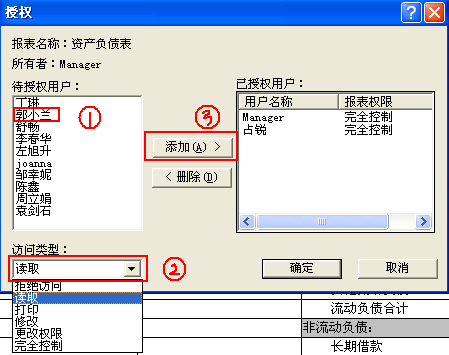 授权
报表名称：资产负债表
所有者：Manager
待授权用户：
丁琳
郭小兰
舒畅
李春华
左旭升
joanna
邹幸妮
陈鑫
周立娟
袁剑石
①
③
添加(A) >
< 删除(D)
已授权用户：
用户名称 报表权限
Manager 完全控制
占锐 完全控制
访问类型：
读取
②
确定 取消
拒绝访问
读取
打印
修改
更改权限
完全控制
流动负债合计
非流动负债：
长期借款